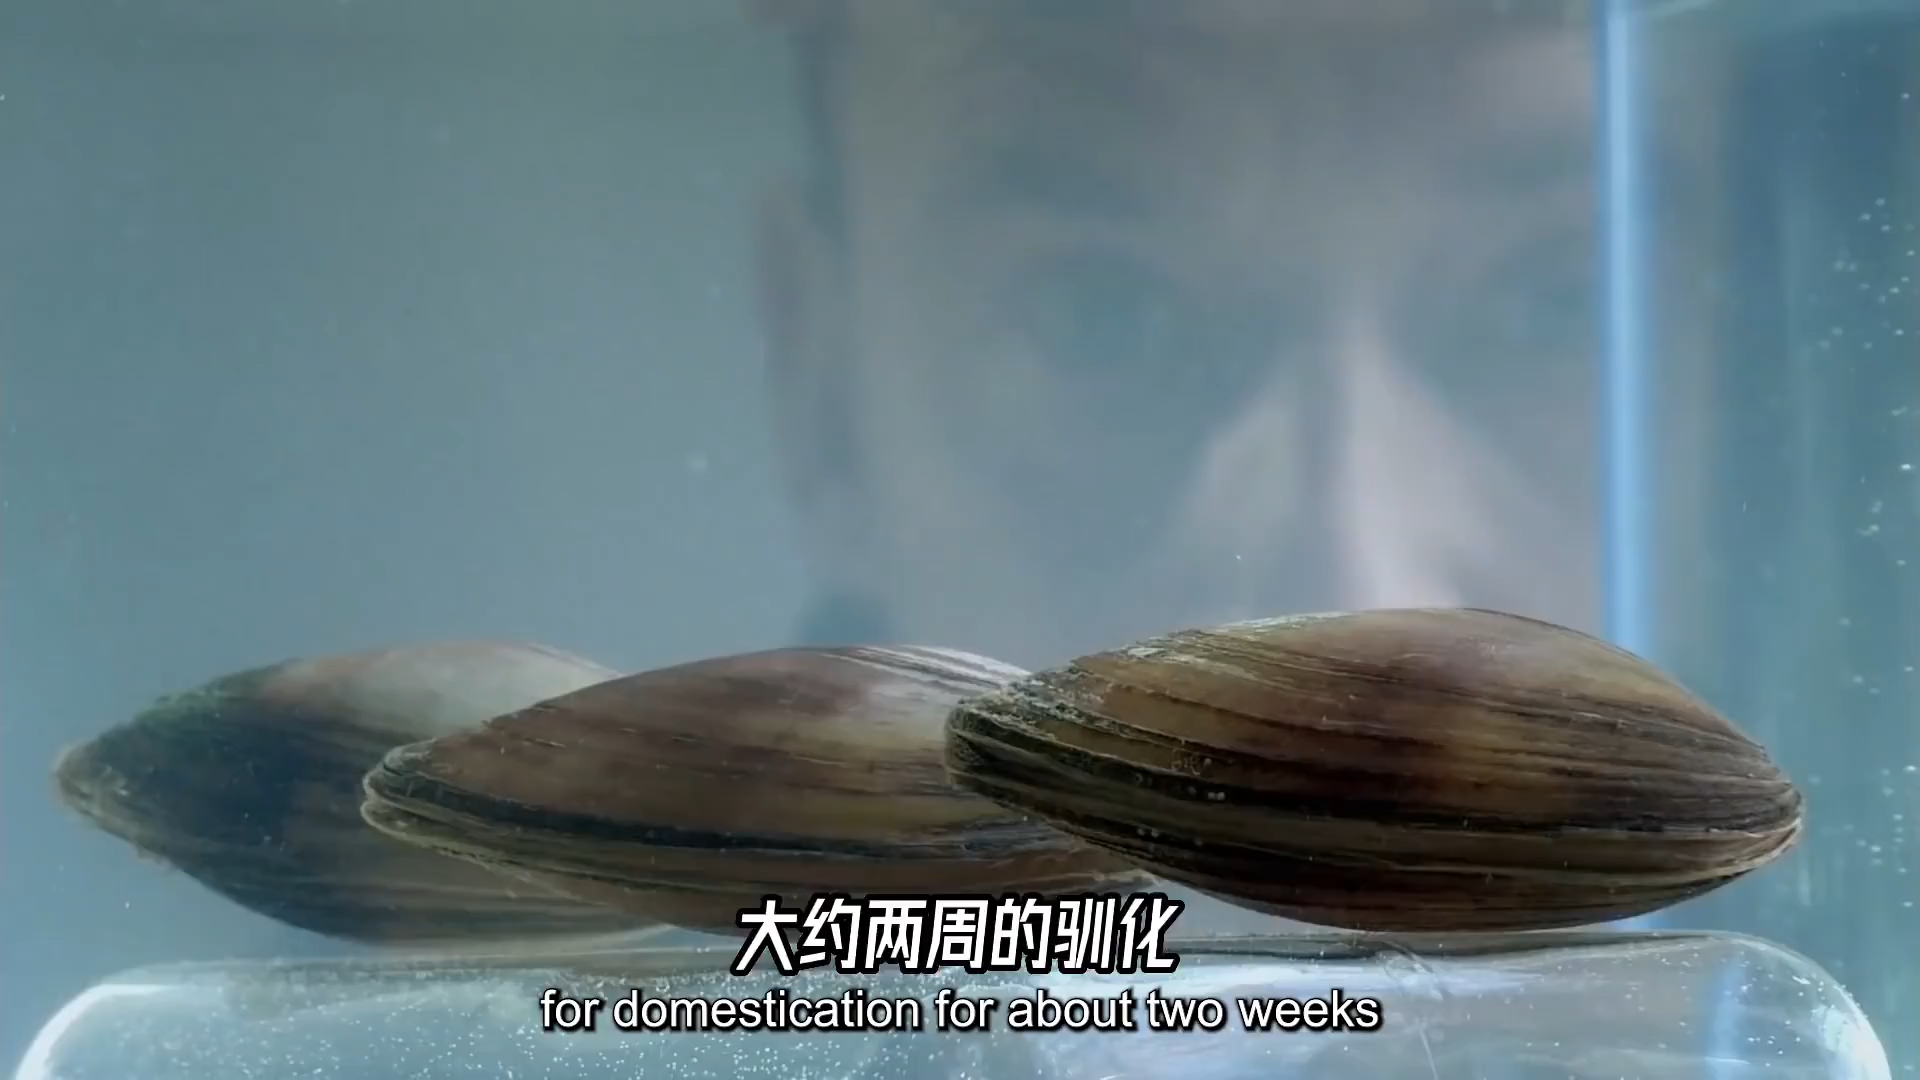 大约两周的驯化
for domestication for about two weeks